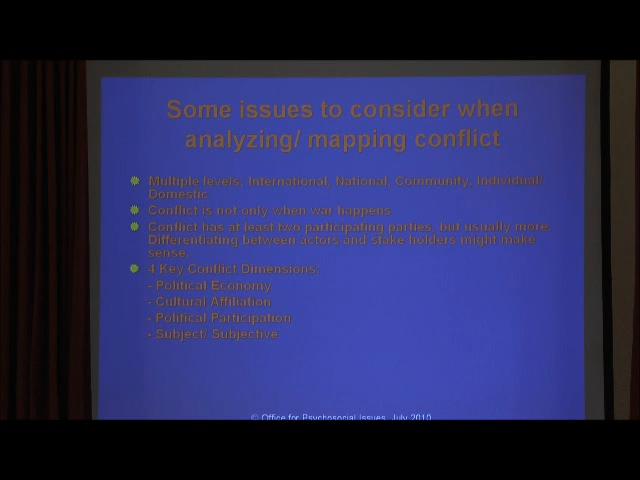 Some issues to consider when
analyzing/ mapping conflict
Multiple levels, International, National, Community, Individual/
Domestic
Conflict is not only when war happens
Conflict has at least two participating parties, but usually more.
Differentiating between actors and stake holders might make
sense.
4 Key Conflict Dimensions:
- Political Economy
- Cultural Affiliation
- Political Participation
- Subject/ Subjective
© Office for Psychosocial Issues, July 2010